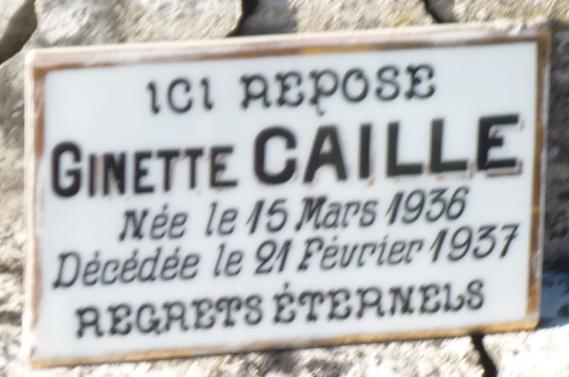 ICI REPOSE
GINETTE CAILLE
Née le 15 Mars 1936
Décédée le 21 Février 1937
REGRETS ÉTERNELS